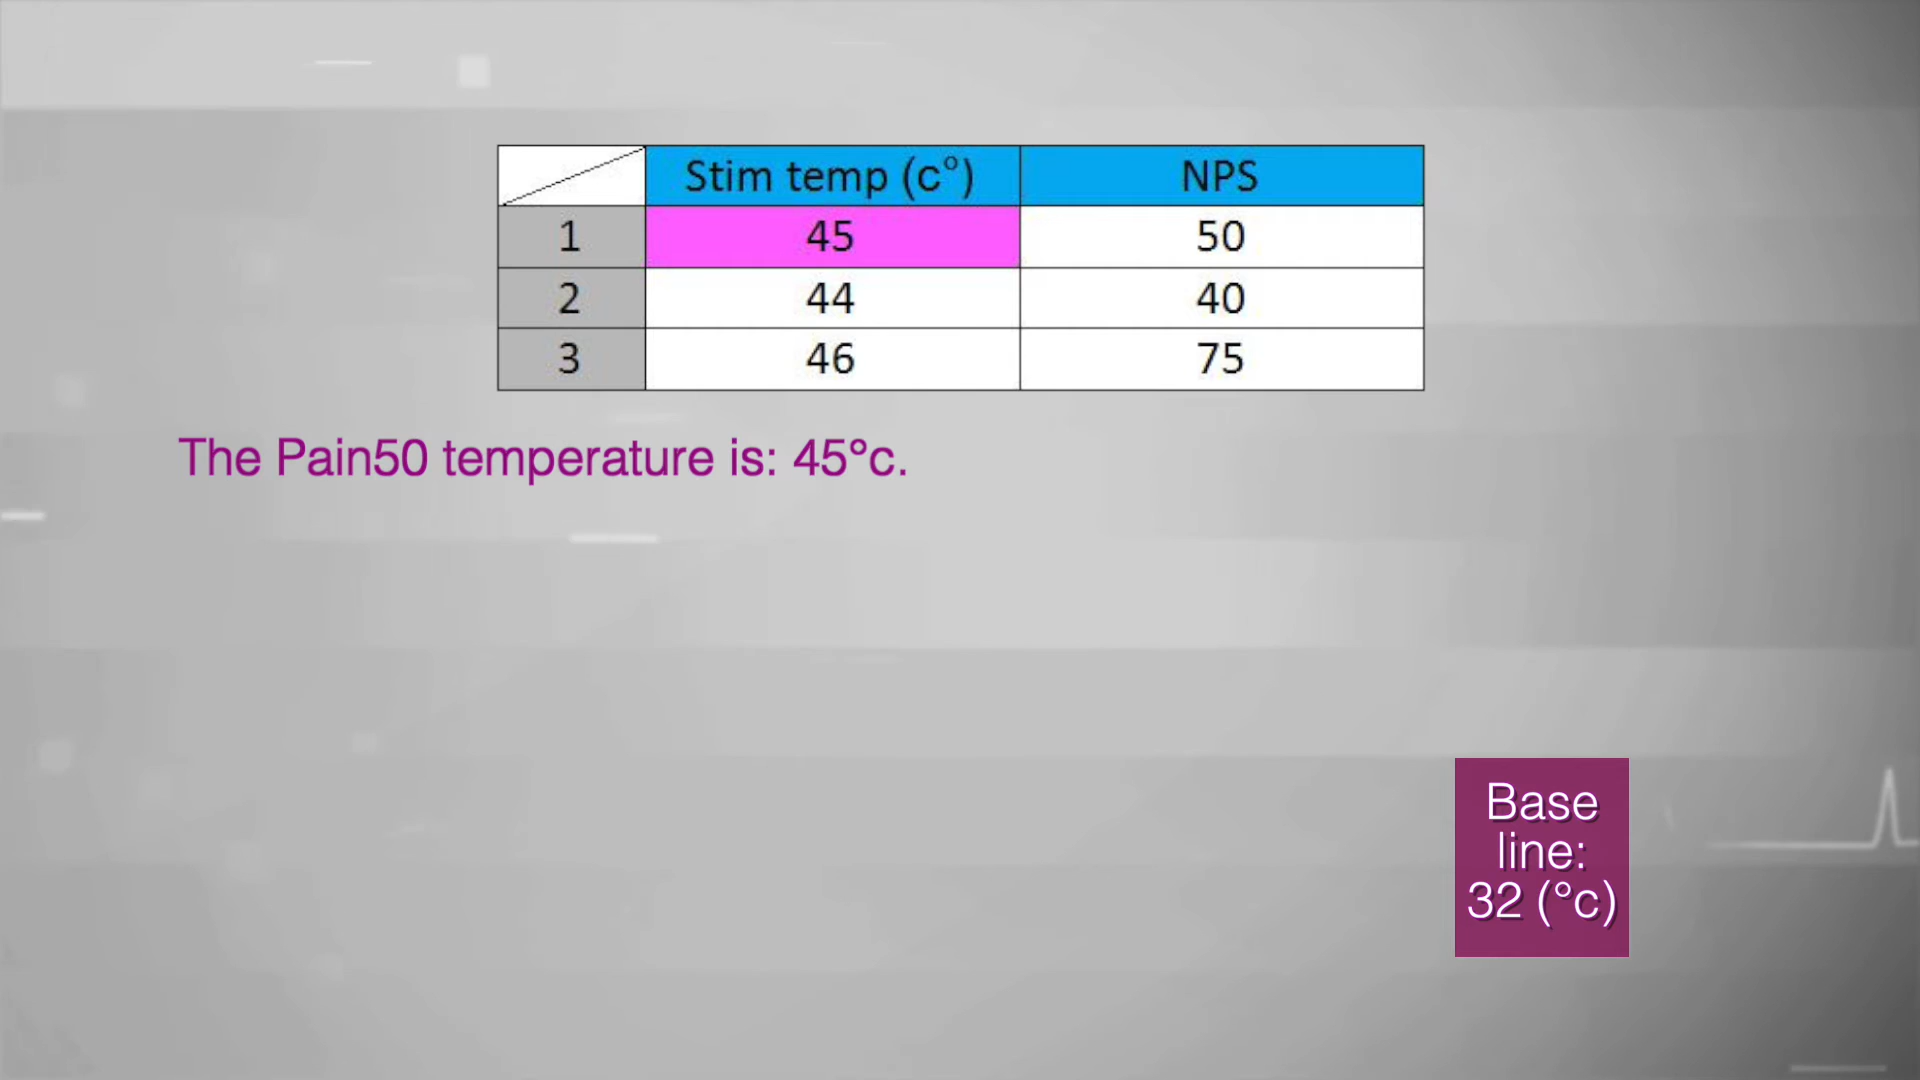 Stim temp (c°) NPS
1 45 50
2 44 40
3 46 75
The Pain50 temperature is: 45°c.
Base
line:
32 (°c)